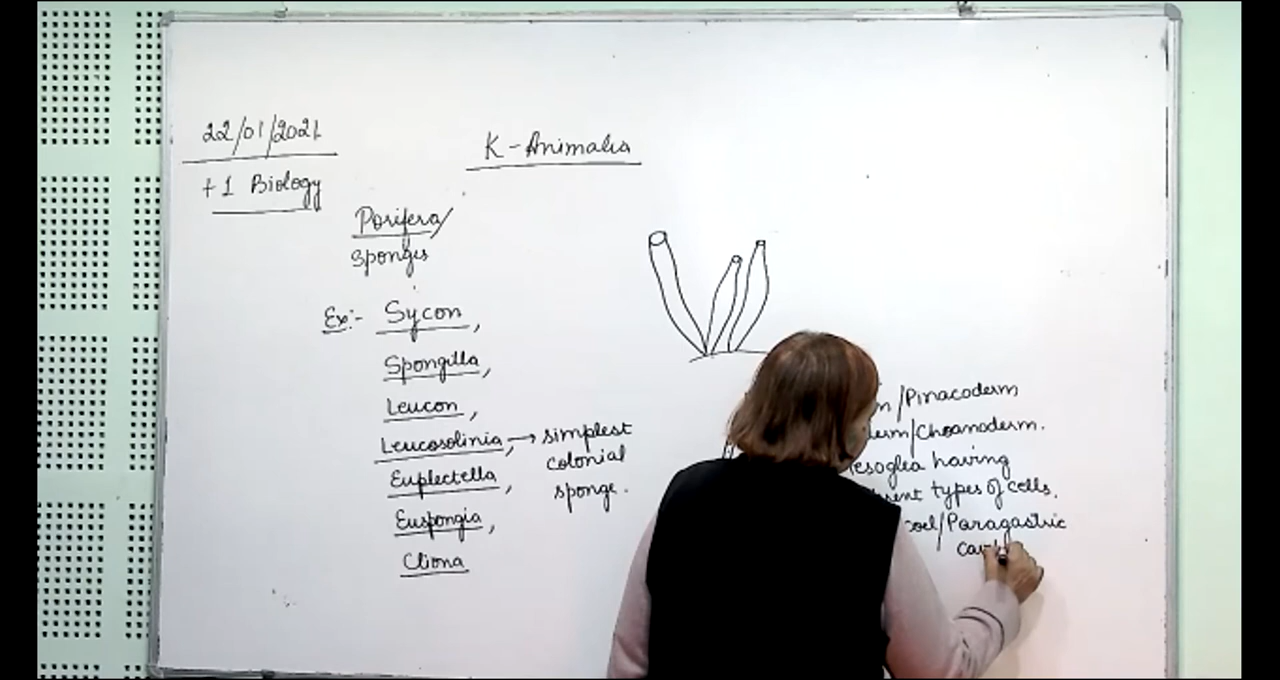 22/01/2021
+1 Biology
K-Animalia
Porifera/
Sponges
Ex:- Sycon,
Spongilla,
Leucon,
Leucosolinia, → simplest
colonial
sponge.
Euplectella,
Euspongia,
Cliona
/Pinacoderm
/Choanoderm.
having
types of cells.
/Paragastric